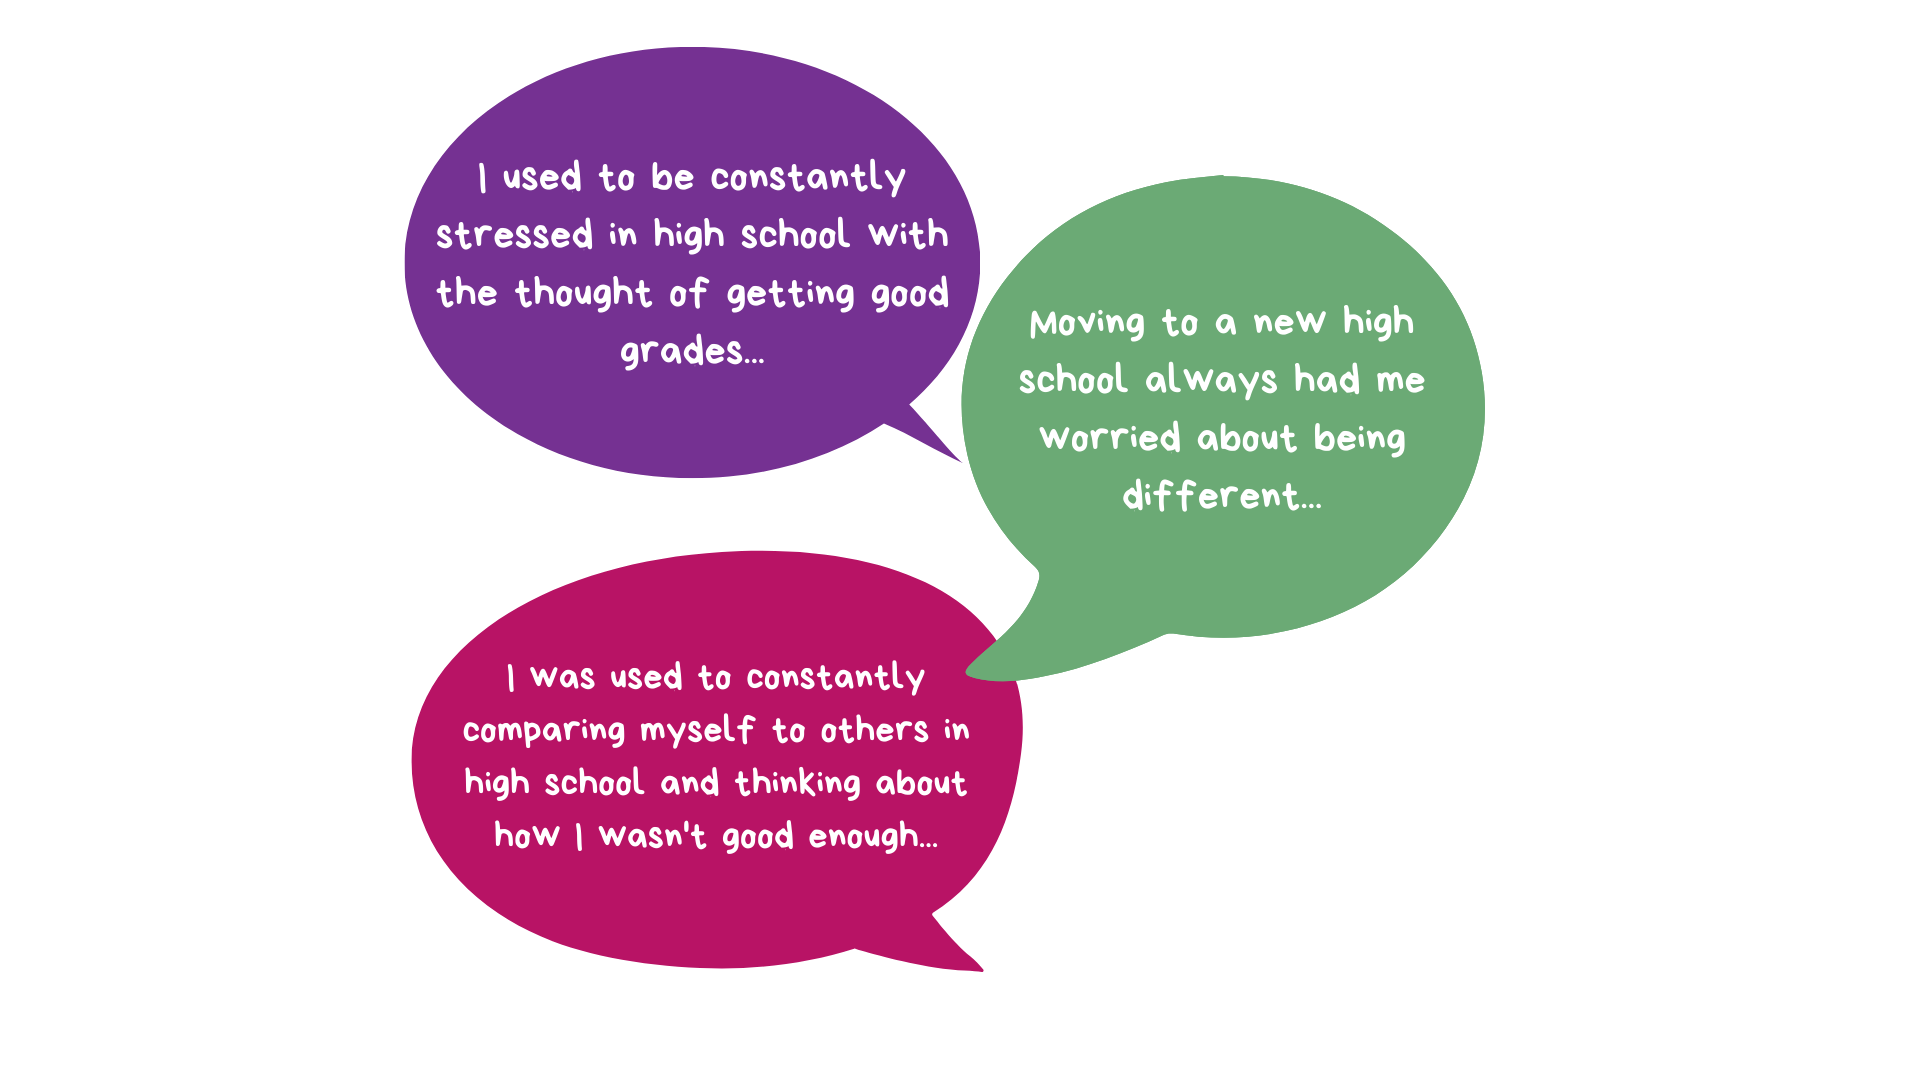 I used to be constantly
stressed in high school with
the thought of getting good
grades...
Moving to a new high
school always had me
worried about being
different...
I was used to constantly
comparing myself to others in
high school and thinking about
how I wasn't good enough...